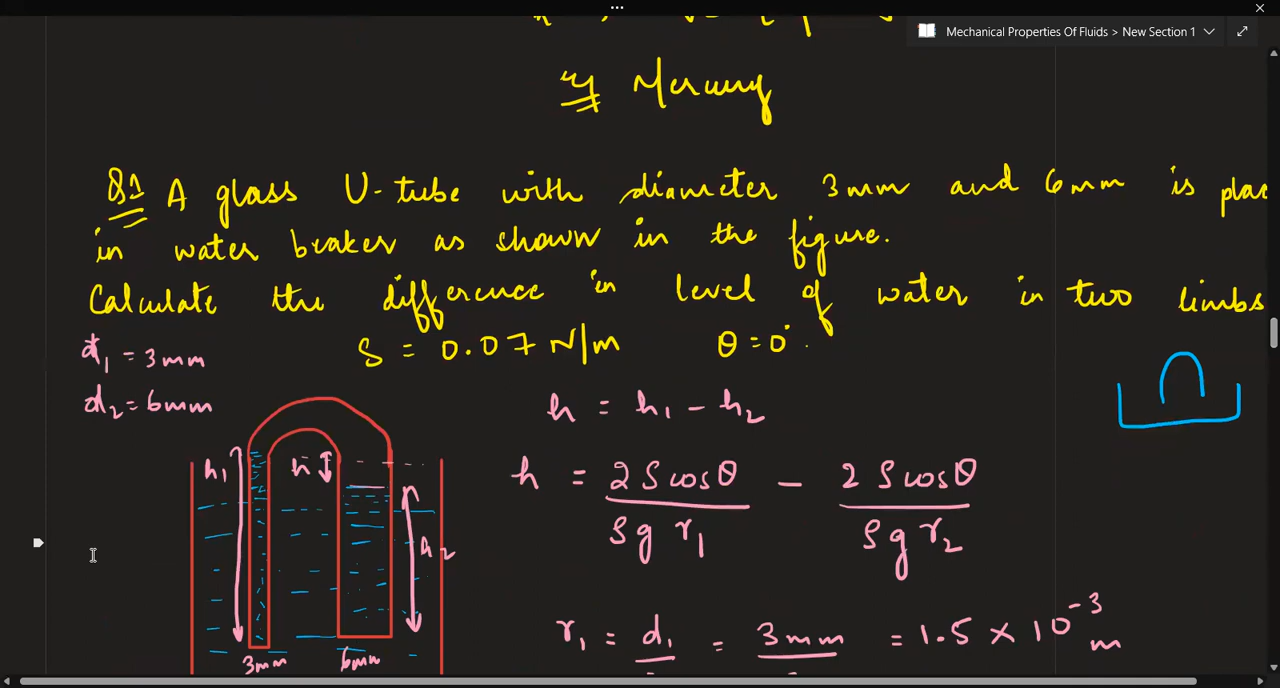 Mechanical Properties Of Fluids > New Section 1
Mercury
Q1 A glass U-tube with diameter 3mm and 6mm is plac
in water beaker as shown in the figure.
Calculate the difference in level of water in two limbs
d₁ = 3mm
S = 0.07 N/m θ = 0° .
d₂ = 6mm
h = h₁ - h₂
h₁ h
h = 2 S cosθ / ρ g r₁ - 2 S cosθ / ρ g r₂
h₂
r₁ = d₁ = 3mm = 1.5 × 10⁻³ m
3mm 6mm